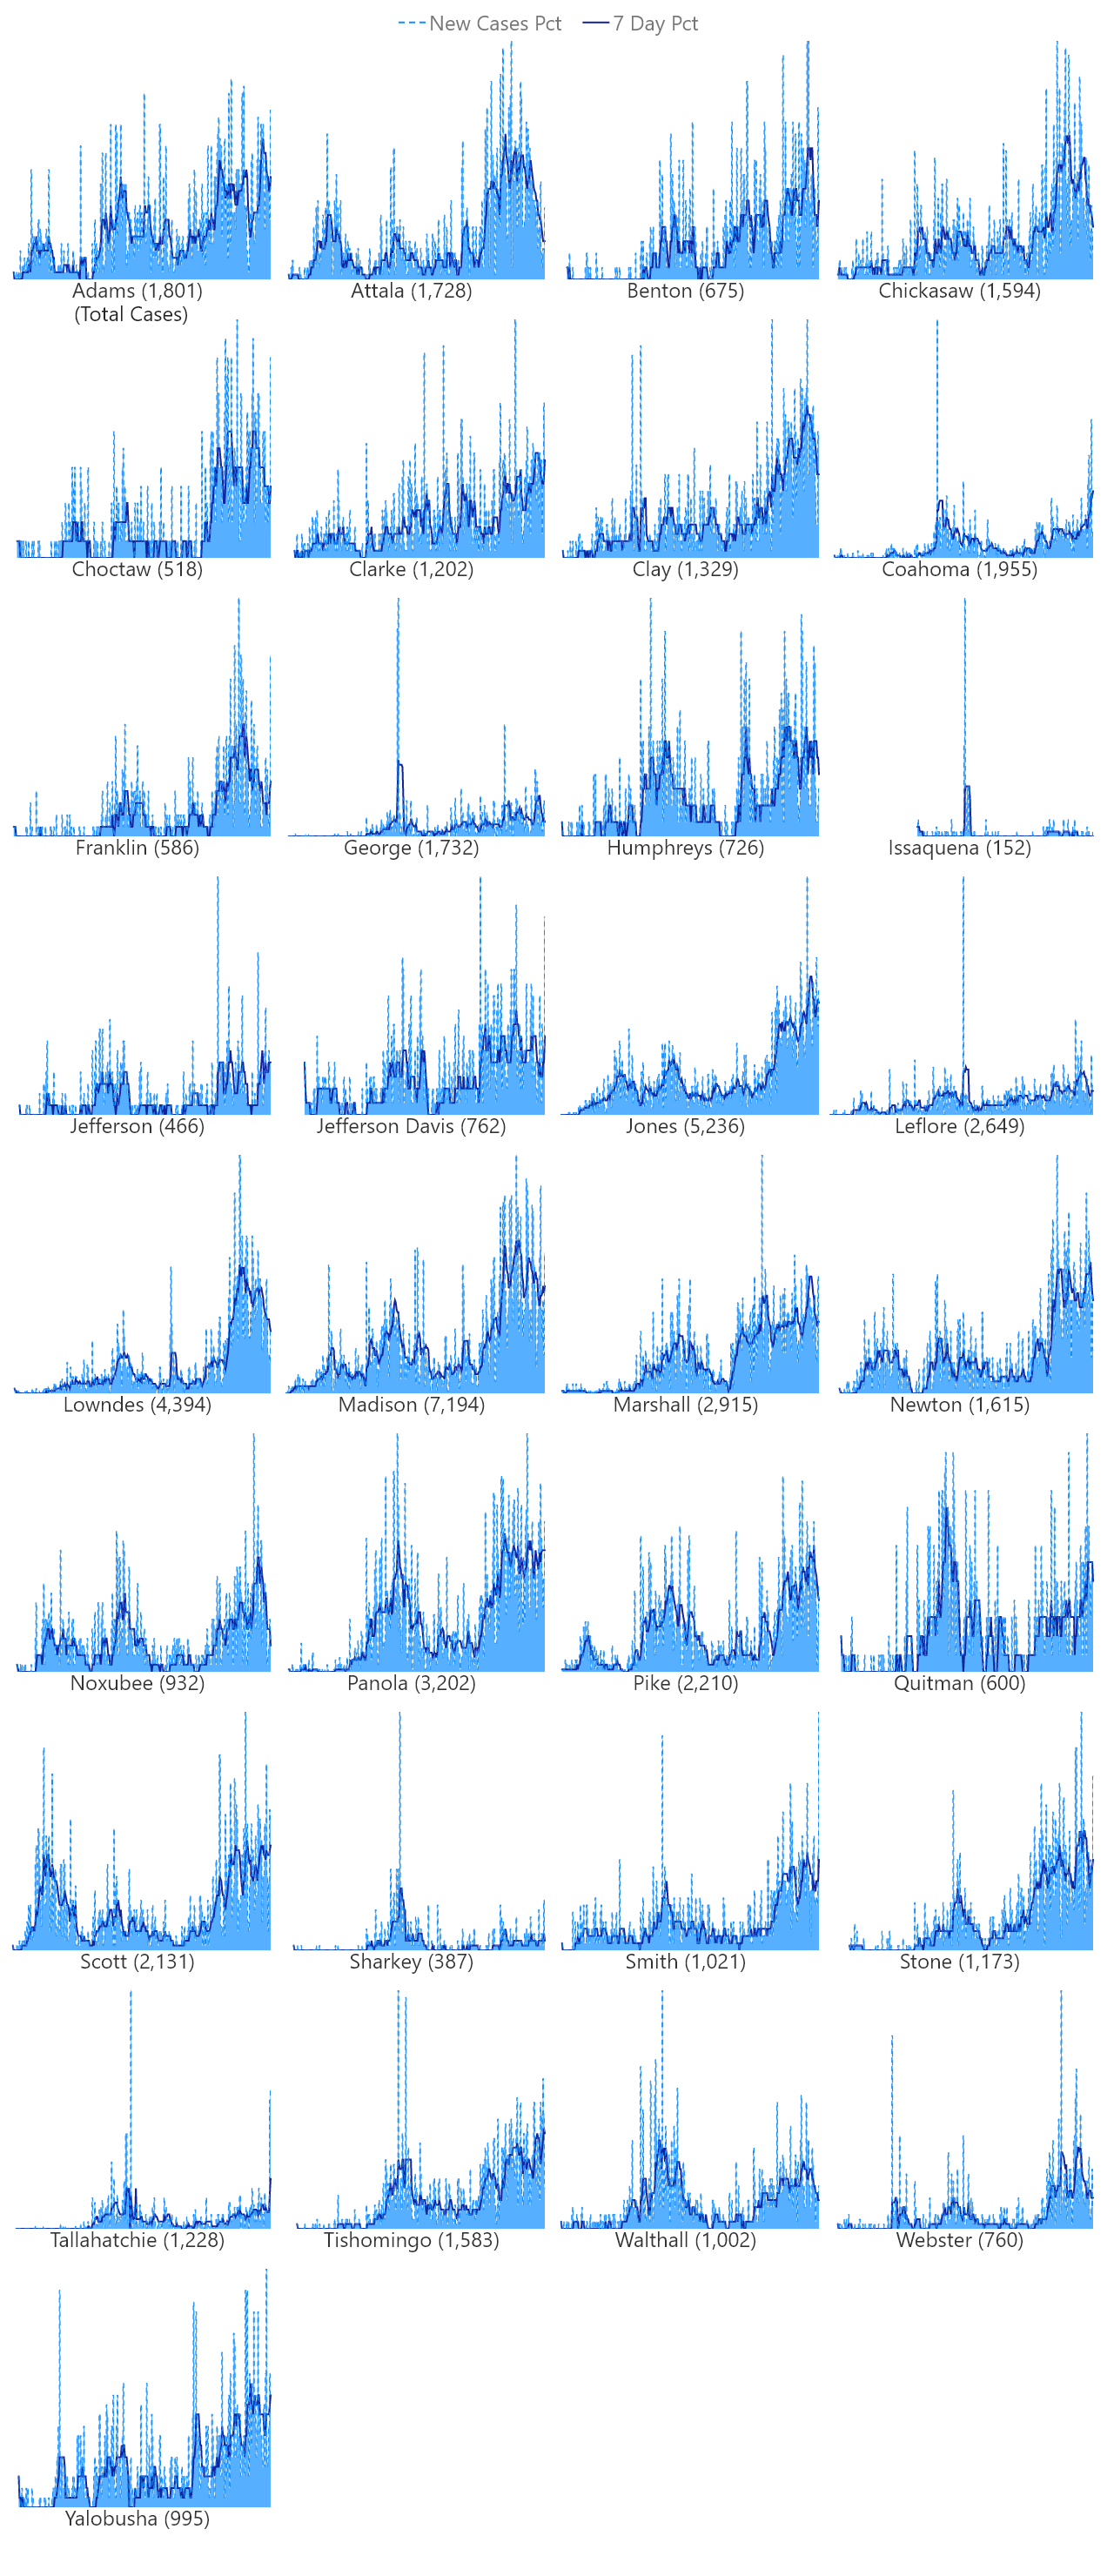 New Cases Pct 7 Day Pct
Adams (1,801) Attala (1,728) Benton (675) Chickasaw (1,594)
(Total Cases)
Choctaw (518) Clarke (1,202) Clay (1,329) Coahoma (1,955)
Franklin (586) George (1,732) Humphreys (726) Issaquena (152)
Jefferson (466) Jefferson Davis (762) Jones (5,236) Leflore (2,649)
Lowndes (4,394) Madison (7,194) Marshall (2,915) Newton (1,615)
Noxubee (932) Panola (3,202) Pike (2,210) Quitman (600)
Scott (2,131) Sharkey (387) Smith (1,021) Stone (1,173)
Tallahatchie (1,228) Tishomingo (1,583) Walthall (1,002) Webster (760)
Yalobusha (995)